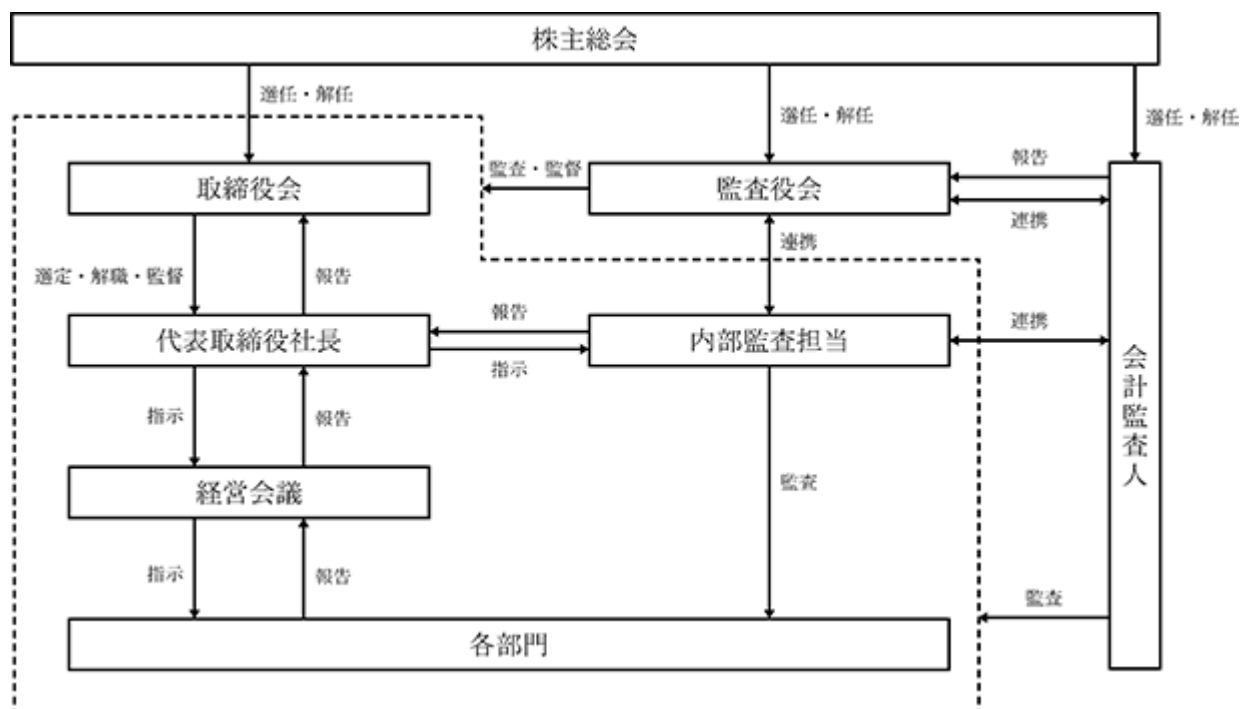 株主総会
選任・解任
選任・解任
選任・解任
取締役会
監査・監督
監査役会
報告
連携
選定・解職・監督
報告
連携
代表取締役社長
報告
指示
内部監査担当
連携
会計監査人
指示
報告
経営会議
監査
指示
報告
監査
各部門